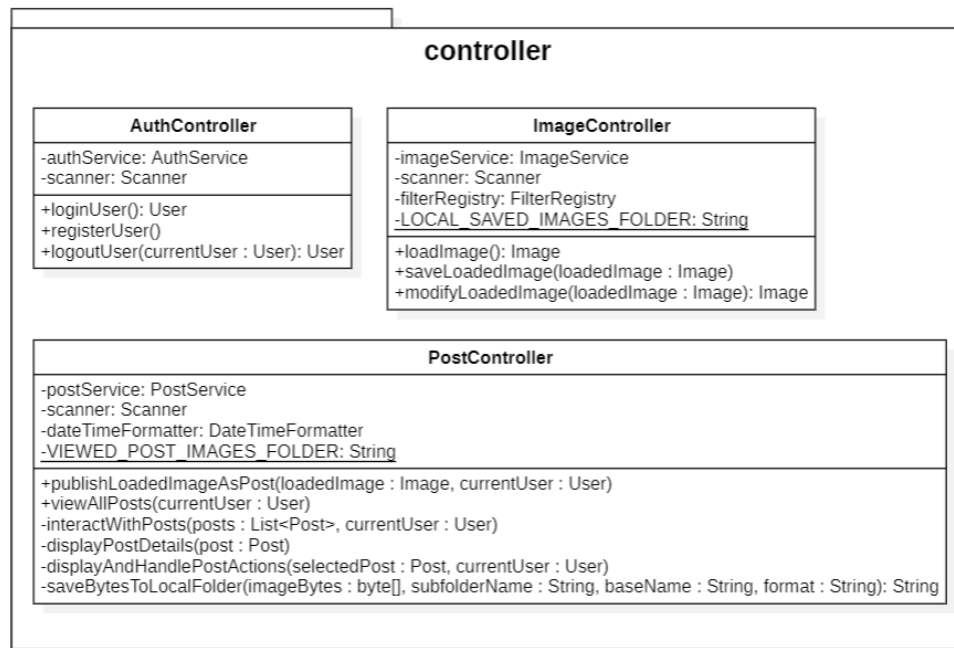 controller
AuthController
-authService: AuthService
-scanner: Scanner
+loginUser(): User
+registerUser()
+logoutUser(currentUser : User): User
ImageController
-imageService: ImageService
-scanner: Scanner
-filterRegistry: FilterRegistry
-LOCAL_SAVED_IMAGES_FOLDER: String
+loadImage(): Image
+saveLoadedImage(loadedImage : Image)
+modifyLoadedImage(loadedImage : Image): Image
PostController
-postService: PostService
-scanner: Scanner
-dateTimeFormatter: DateTimeFormatter
-VIEWED_POST_IMAGES_FOLDER: String
+publishLoadedImageAsPost(loadedImage : Image, currentUser : User)
+viewAllPosts(currentUser : User)
-interactWithPosts(posts : List<Post>, currentUser : User)
-displayPostDetails(post : Post)
-displayAndHandlePostActions(selectedPost : Post, currentUser : User)
-saveBytesToLocalFolder(imageBytes : byte[], subfolderName : String, baseName : String, format : String): String